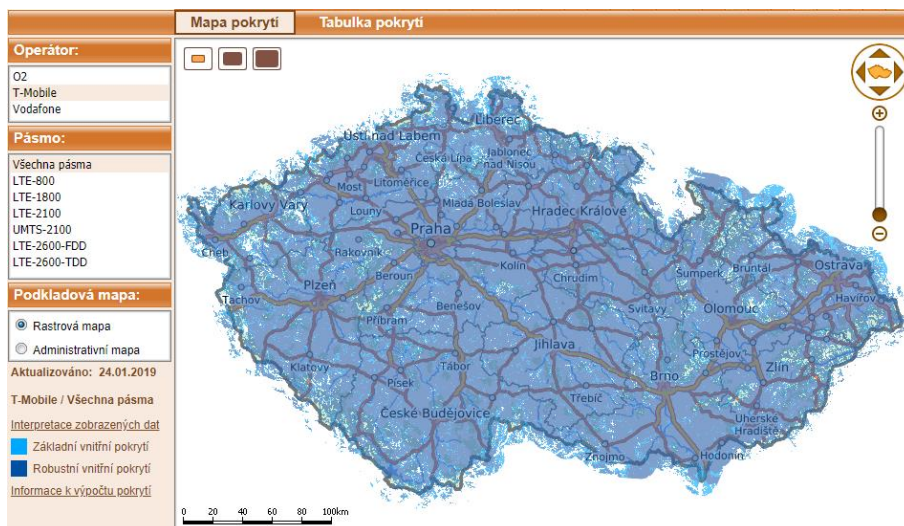 Mapa pokrytí
Tabulka pokrytí
Operátor:
O2
T-Mobile
Vodafone
Pásmo:
Všechna pásma
LTE-800
LTE-1800
LTE-2100
UMTS-2100
LTE-2600-FDD
LTE-2600-TDD
Podkladová mapa:
Rastrová mapa
Administrativní mapa
Aktualizováno: 24.01.2019
T-Mobile / Všechna pásma
Interpretace zobrazených dat
Základní vnitřní pokrytí
Robustní vnitřní pokrytí
Informace k výpočtu pokrytí
Liberec
Ústí nad Labem
Česká Lípa
Jablonec
nad Nisou
Most
Litoměřice
Karlovy Vary
Louny
Mladá Boleslav
Hradec Králové
Praha
Cheb
Rakovník
Kolín
Beroun
Chrudim
Šumperk
Bruntál
Ostrava
Plzeň
Havířov
Tachov
Benešov
Svitavy
Olomouc
Příbram
Jihlava
Prostějov
Klatovy
Tábor
Zlín
Písek
Brno
Třebíč
České Budějovice
Uherské
Hradiště
Znojmo
Hodonín
0 20 40 60 80 100km